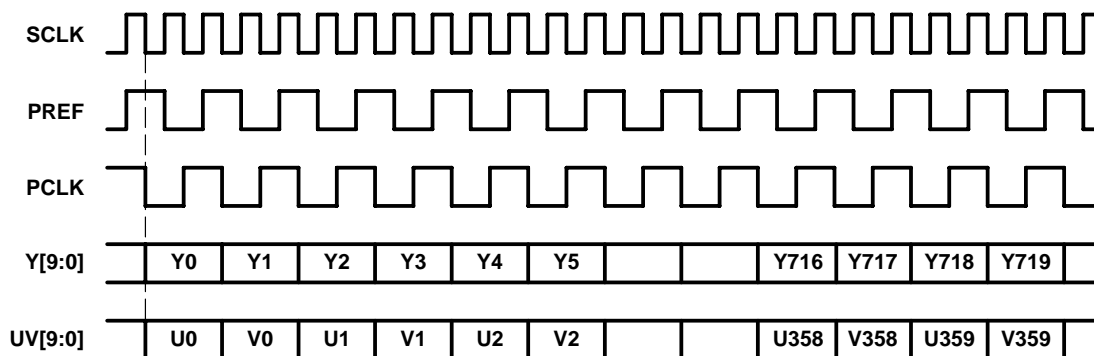 SCLK
PREF
PCLK
Y[9:0] Y0 Y1 Y2 Y3 Y4 Y5 Y716 Y717 Y718 Y719
UV[9:0] U0 V0 U1 V1 U2 V2 U358 V358 U359 V359